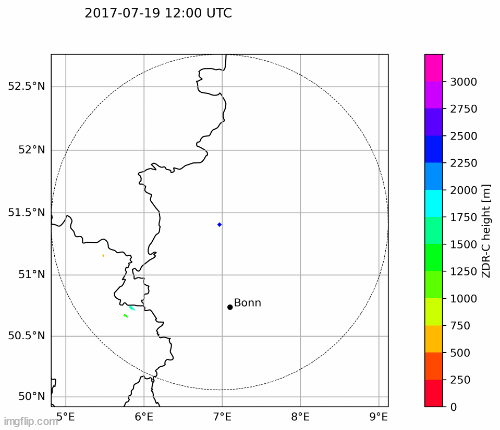 2017-07-19 12:00 UTC
52.5°N
52°N
51.5°N
51°N
50.5°N
50°N
5°E
6°E
7°E
8°E
9°E
Bonn
3000
2750
2500
2250
2000
1750
1500
1250
1000
750
500
250
0
ZDR-C height [m]
imgflip.com